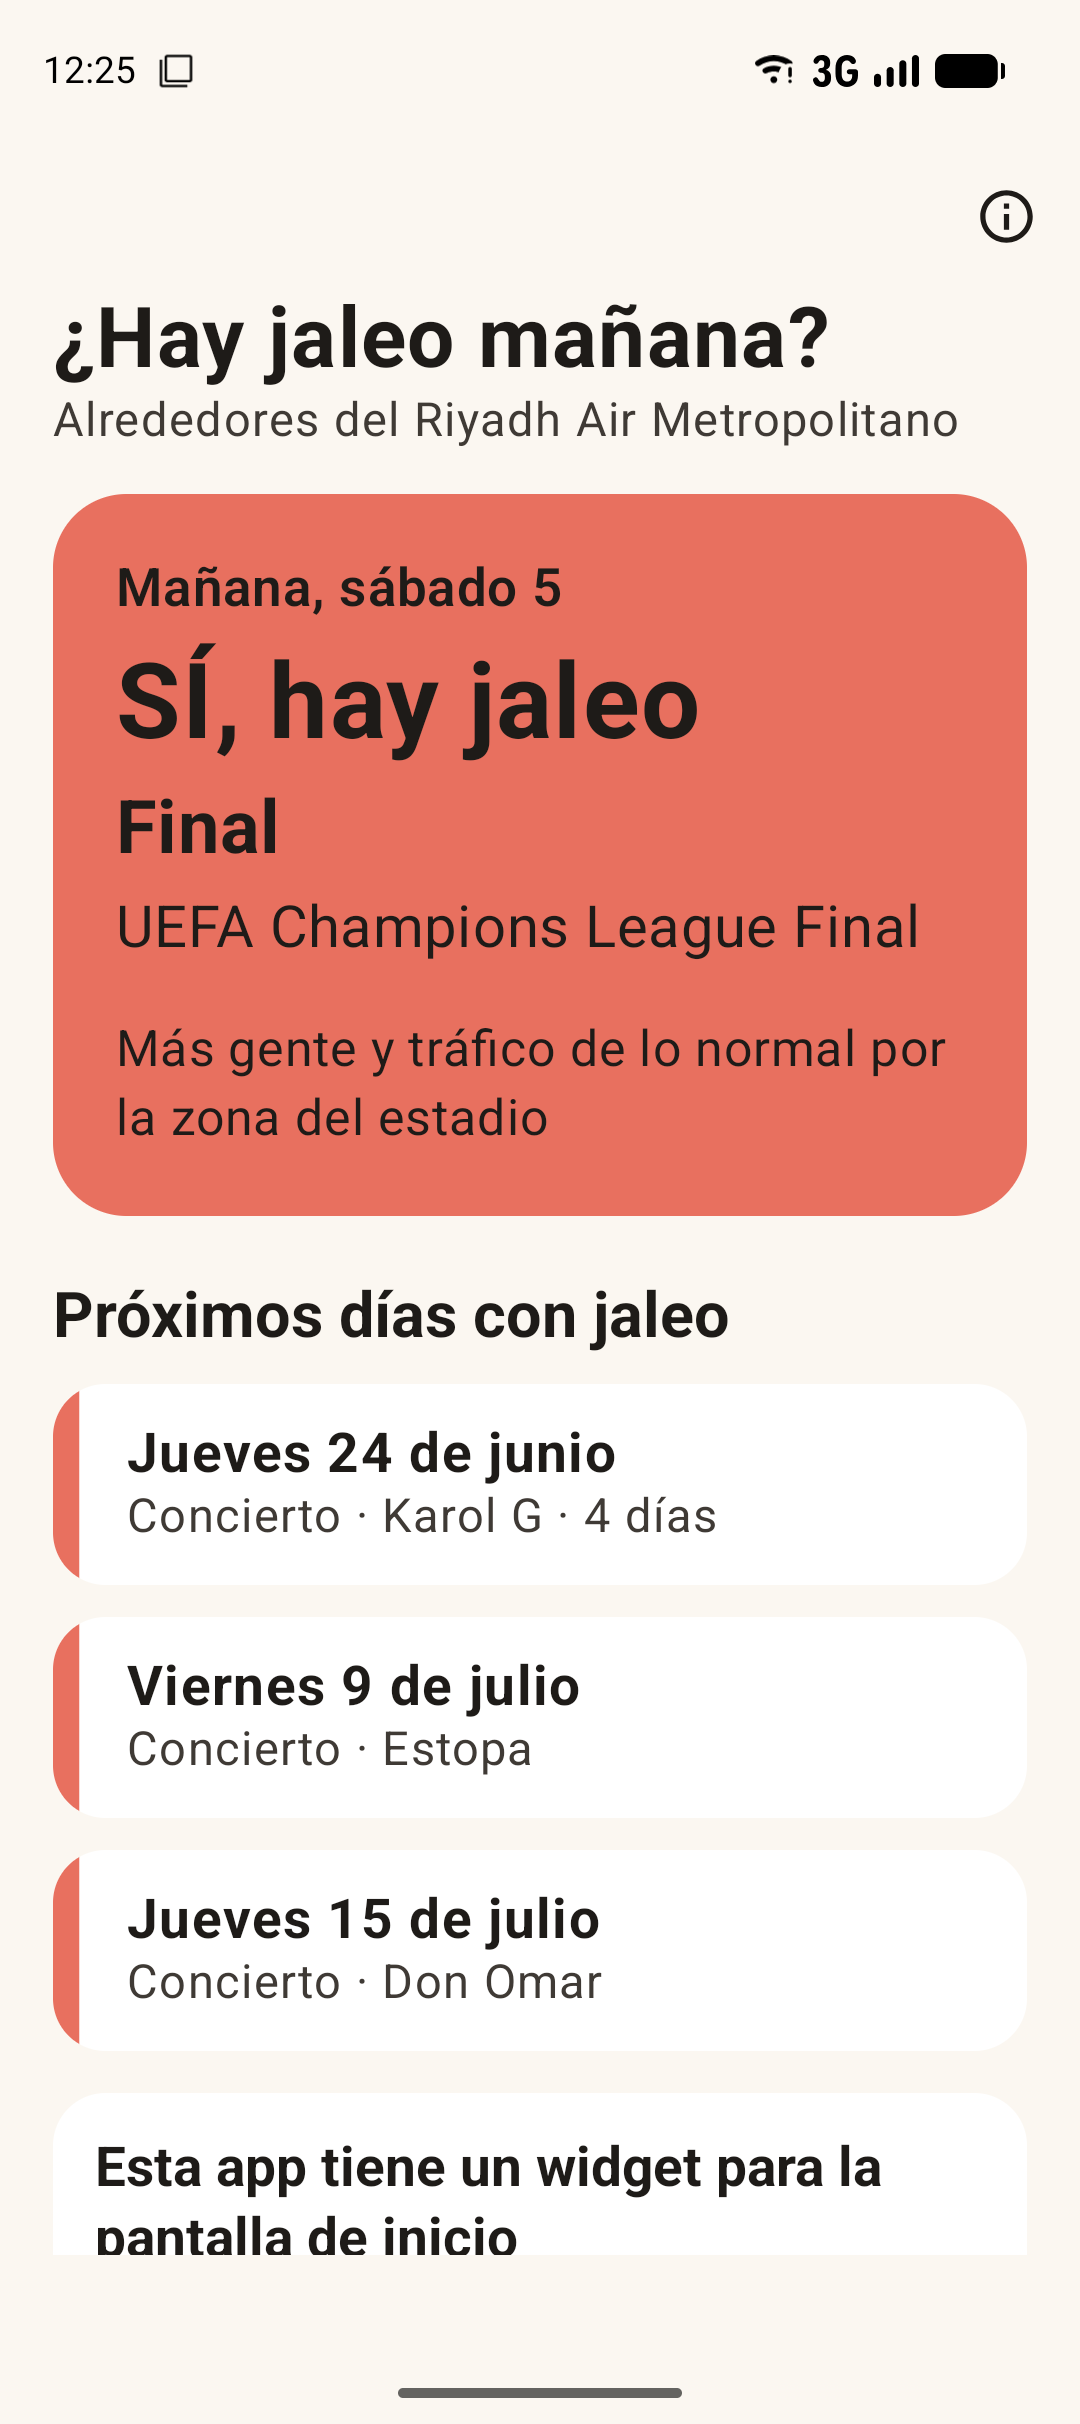 12:25
3G
¿Hay jaleo mañana?
Alrededores del Riyadh Air Metropolitano
Mañana, sábado 5
SÍ, hay jaleo
Final
UEFA Champions League Final
Más gente y tráfico de lo normal por
la zona del estadio
Próximos días con jaleo
Jueves 24 de junio
Concierto · Karol G · 4 días
Viernes 9 de julio
Concierto · Estopa
Jueves 15 de julio
Concierto · Don Omar
Esta app tiene un widget para la
pantalla de inicio